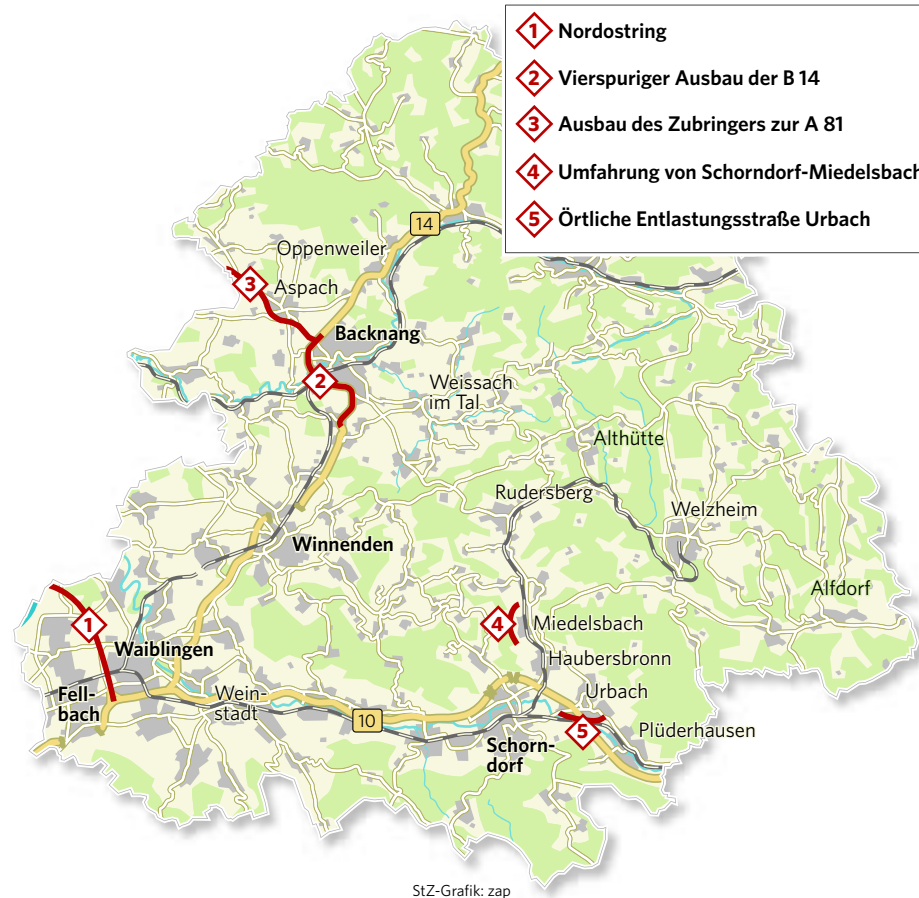 1 Nordostring
2 Vierspuriger Ausbau der B 14
3 Ausbau des Zubringers zur A 81
4 Umfahrung von Schorndorf-Miedelsbach
5 Örtliche Entlastungsstraße Urbach
14
Oppenweiler
3
Aspach
Backnang
2
Weissach
im Tal
Althütte
Rudersberg
Welzheim
Winnenden
Alfdorf
1
4
Miedelsbach
Waiblingen
Haubersbronn
Fell-
bach
Wein-
stadt
Urbach
10
5
Plüderhausen
Schorn-
dorf
StZ-Grafik: zap